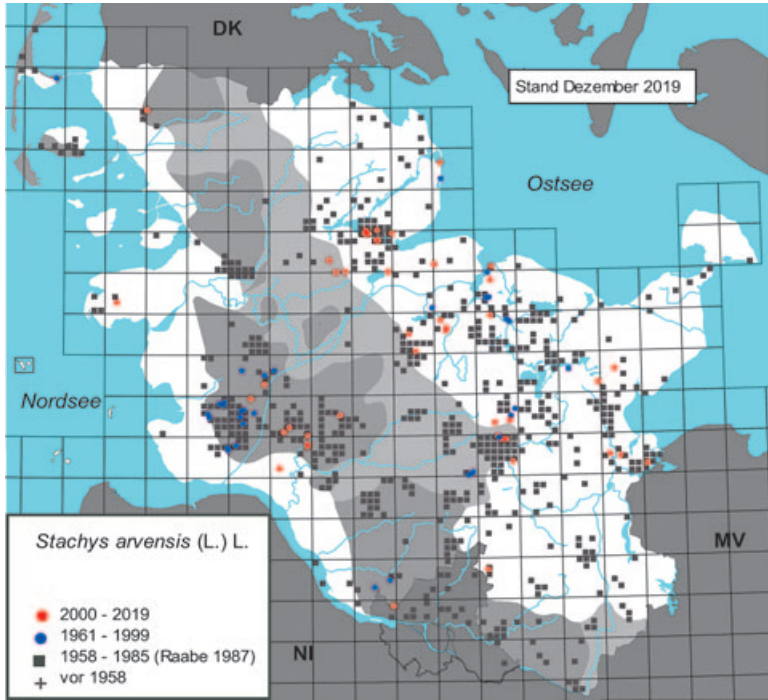 DK
Stand Dezember 2019
Ostsee
Nordsee
Stachys arvensis (L.) L.
MV
2000 - 2019
1961 - 1999
1958 - 1985 (Raabe 1987)
vor 1958
NI